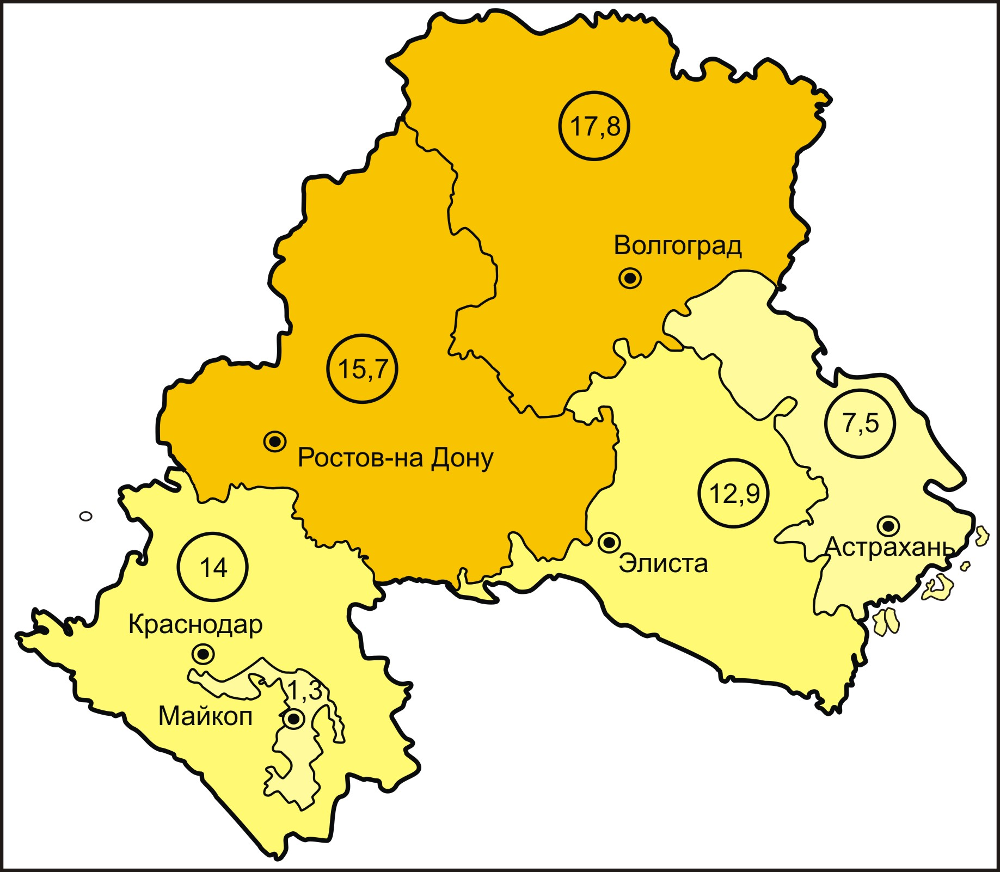 17,8
Волгоград
15,7
7,5
Ростов-на Дону
12,9
Астрахань
Элиста
14
Краснодар
1,3
Майкоп